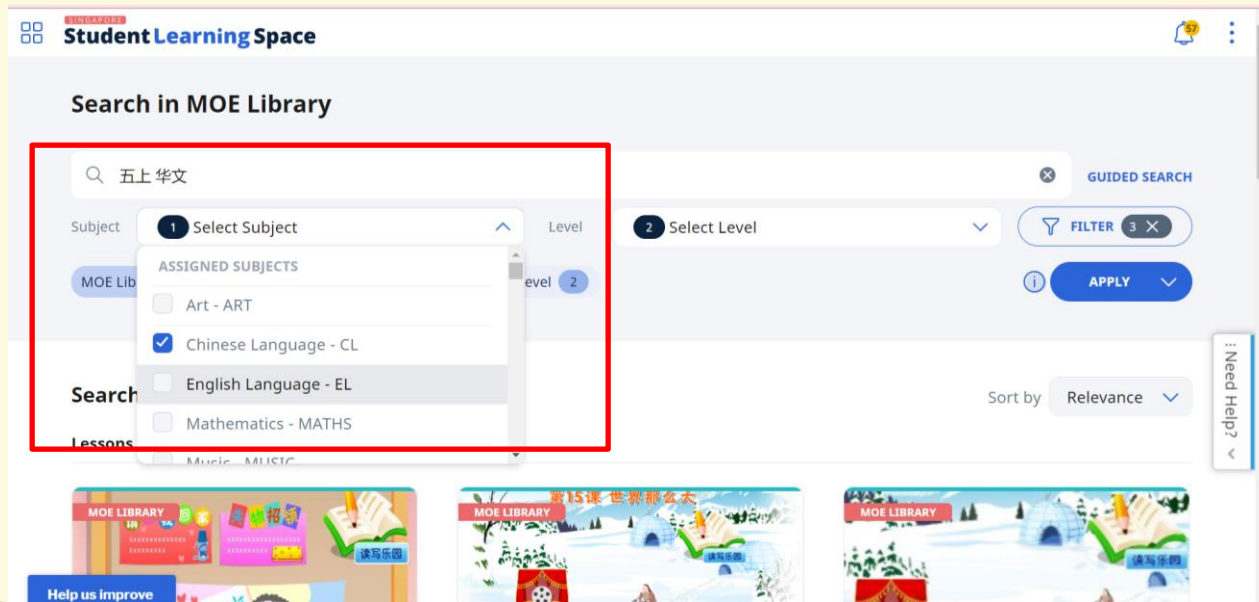 SINGAPORE
Student Learning Space
57
Search in MOE Library
五上 华文
GUIDED SEARCH
Subject
1 Select Subject
Level
2 Select Level
FILTER 3
MOE Lib
evel 2
APPLY
ASSIGNED SUBJECTS
Art - ART
Chinese Language - CL
English Language - EL
Mathematics - MATHS
Music - MUSIC
Search
Sort by Relevance
Lessons
Need Help?
MOE LIBRARY
读写乐园
MOE LIBRARY
第15课 世界那么大
读写乐园
MOE LIBRARY
读写乐园
Help us improve